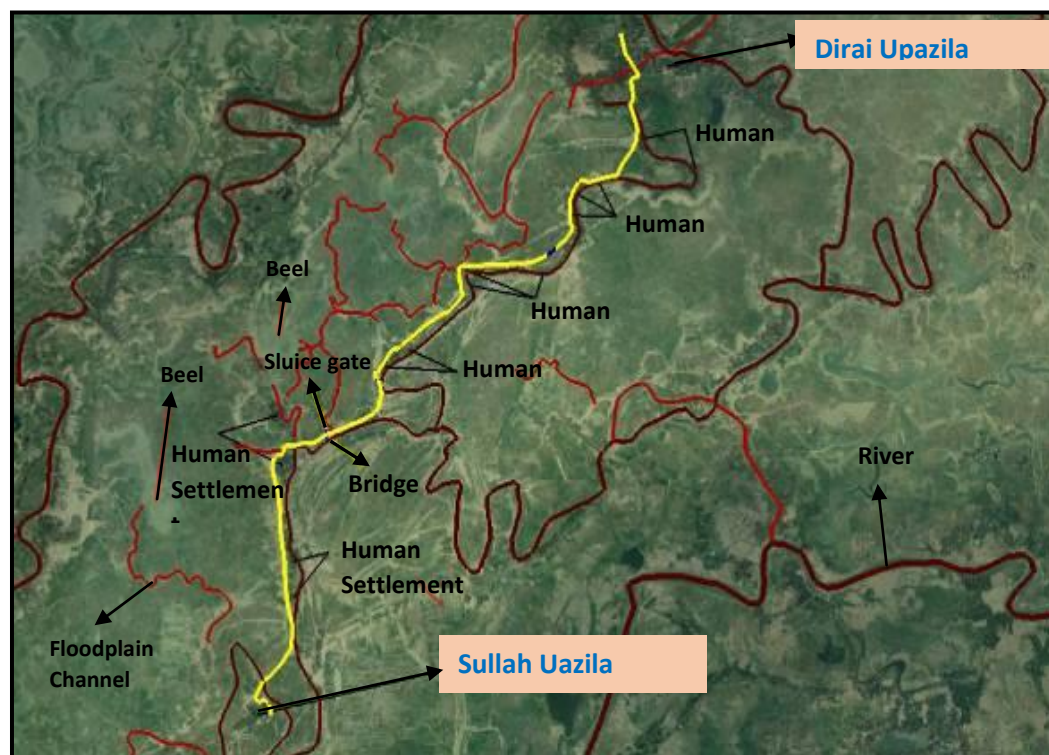 Dirai Upazila
Human
Human
Beel
Human
Sluice gate
Human
Beel
Human
Settlemen
Bridge
River
Human
Settlement
Floodplain
Channel
Sullah Uazila